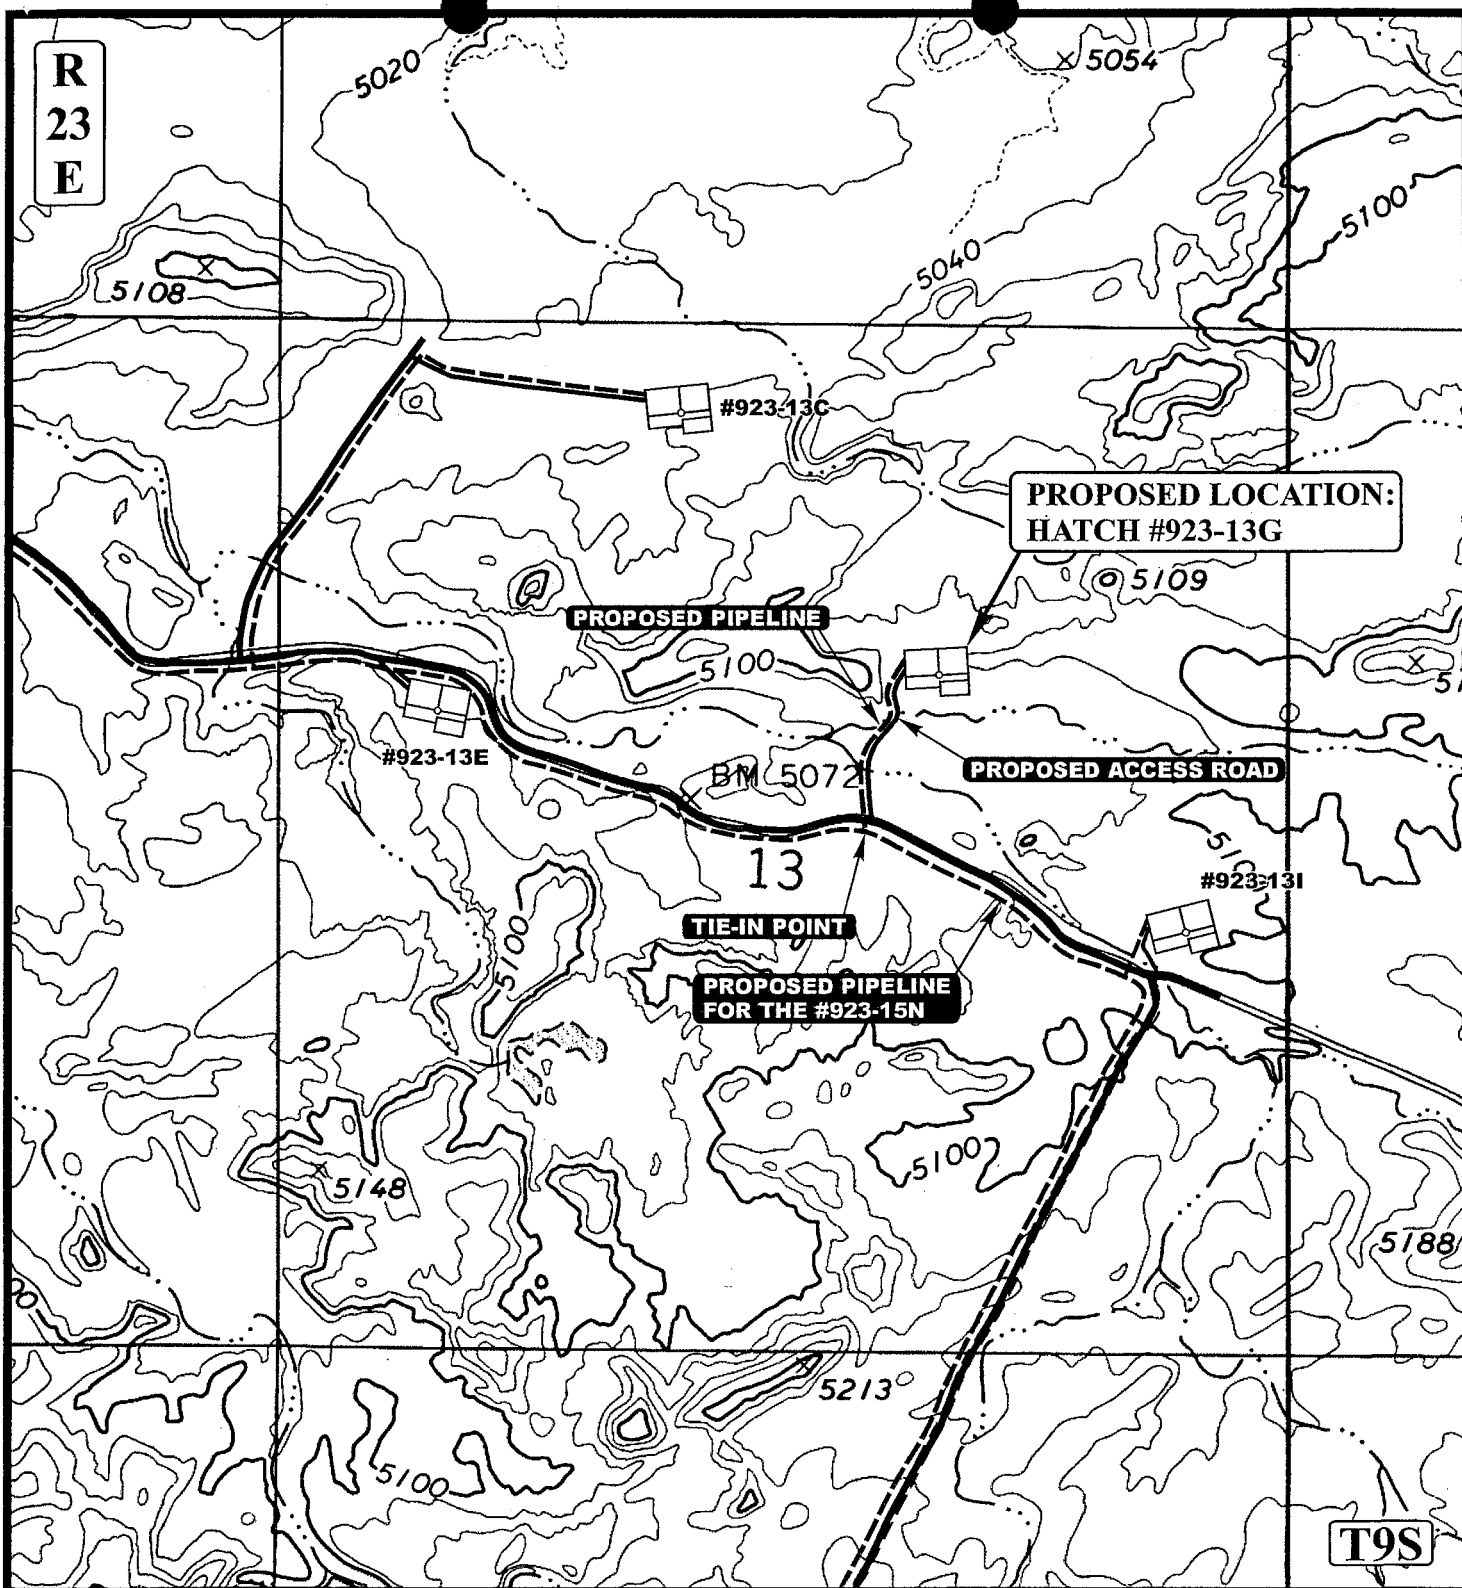 R
23
E
5020
5054
5100
5040
5108
#923-13C
PROPOSED LOCATION:
HATCH #923-13G
5109
PROPOSED PIPELINE
5100
#923-13E
BM 5072
PROPOSED ACCESS ROAD
13
#923-13I
TIE-IN POINT
5100
PROPOSED PIPELINE
FOR THE #923-15N
5100
5148
5188
5213
5100
T9S